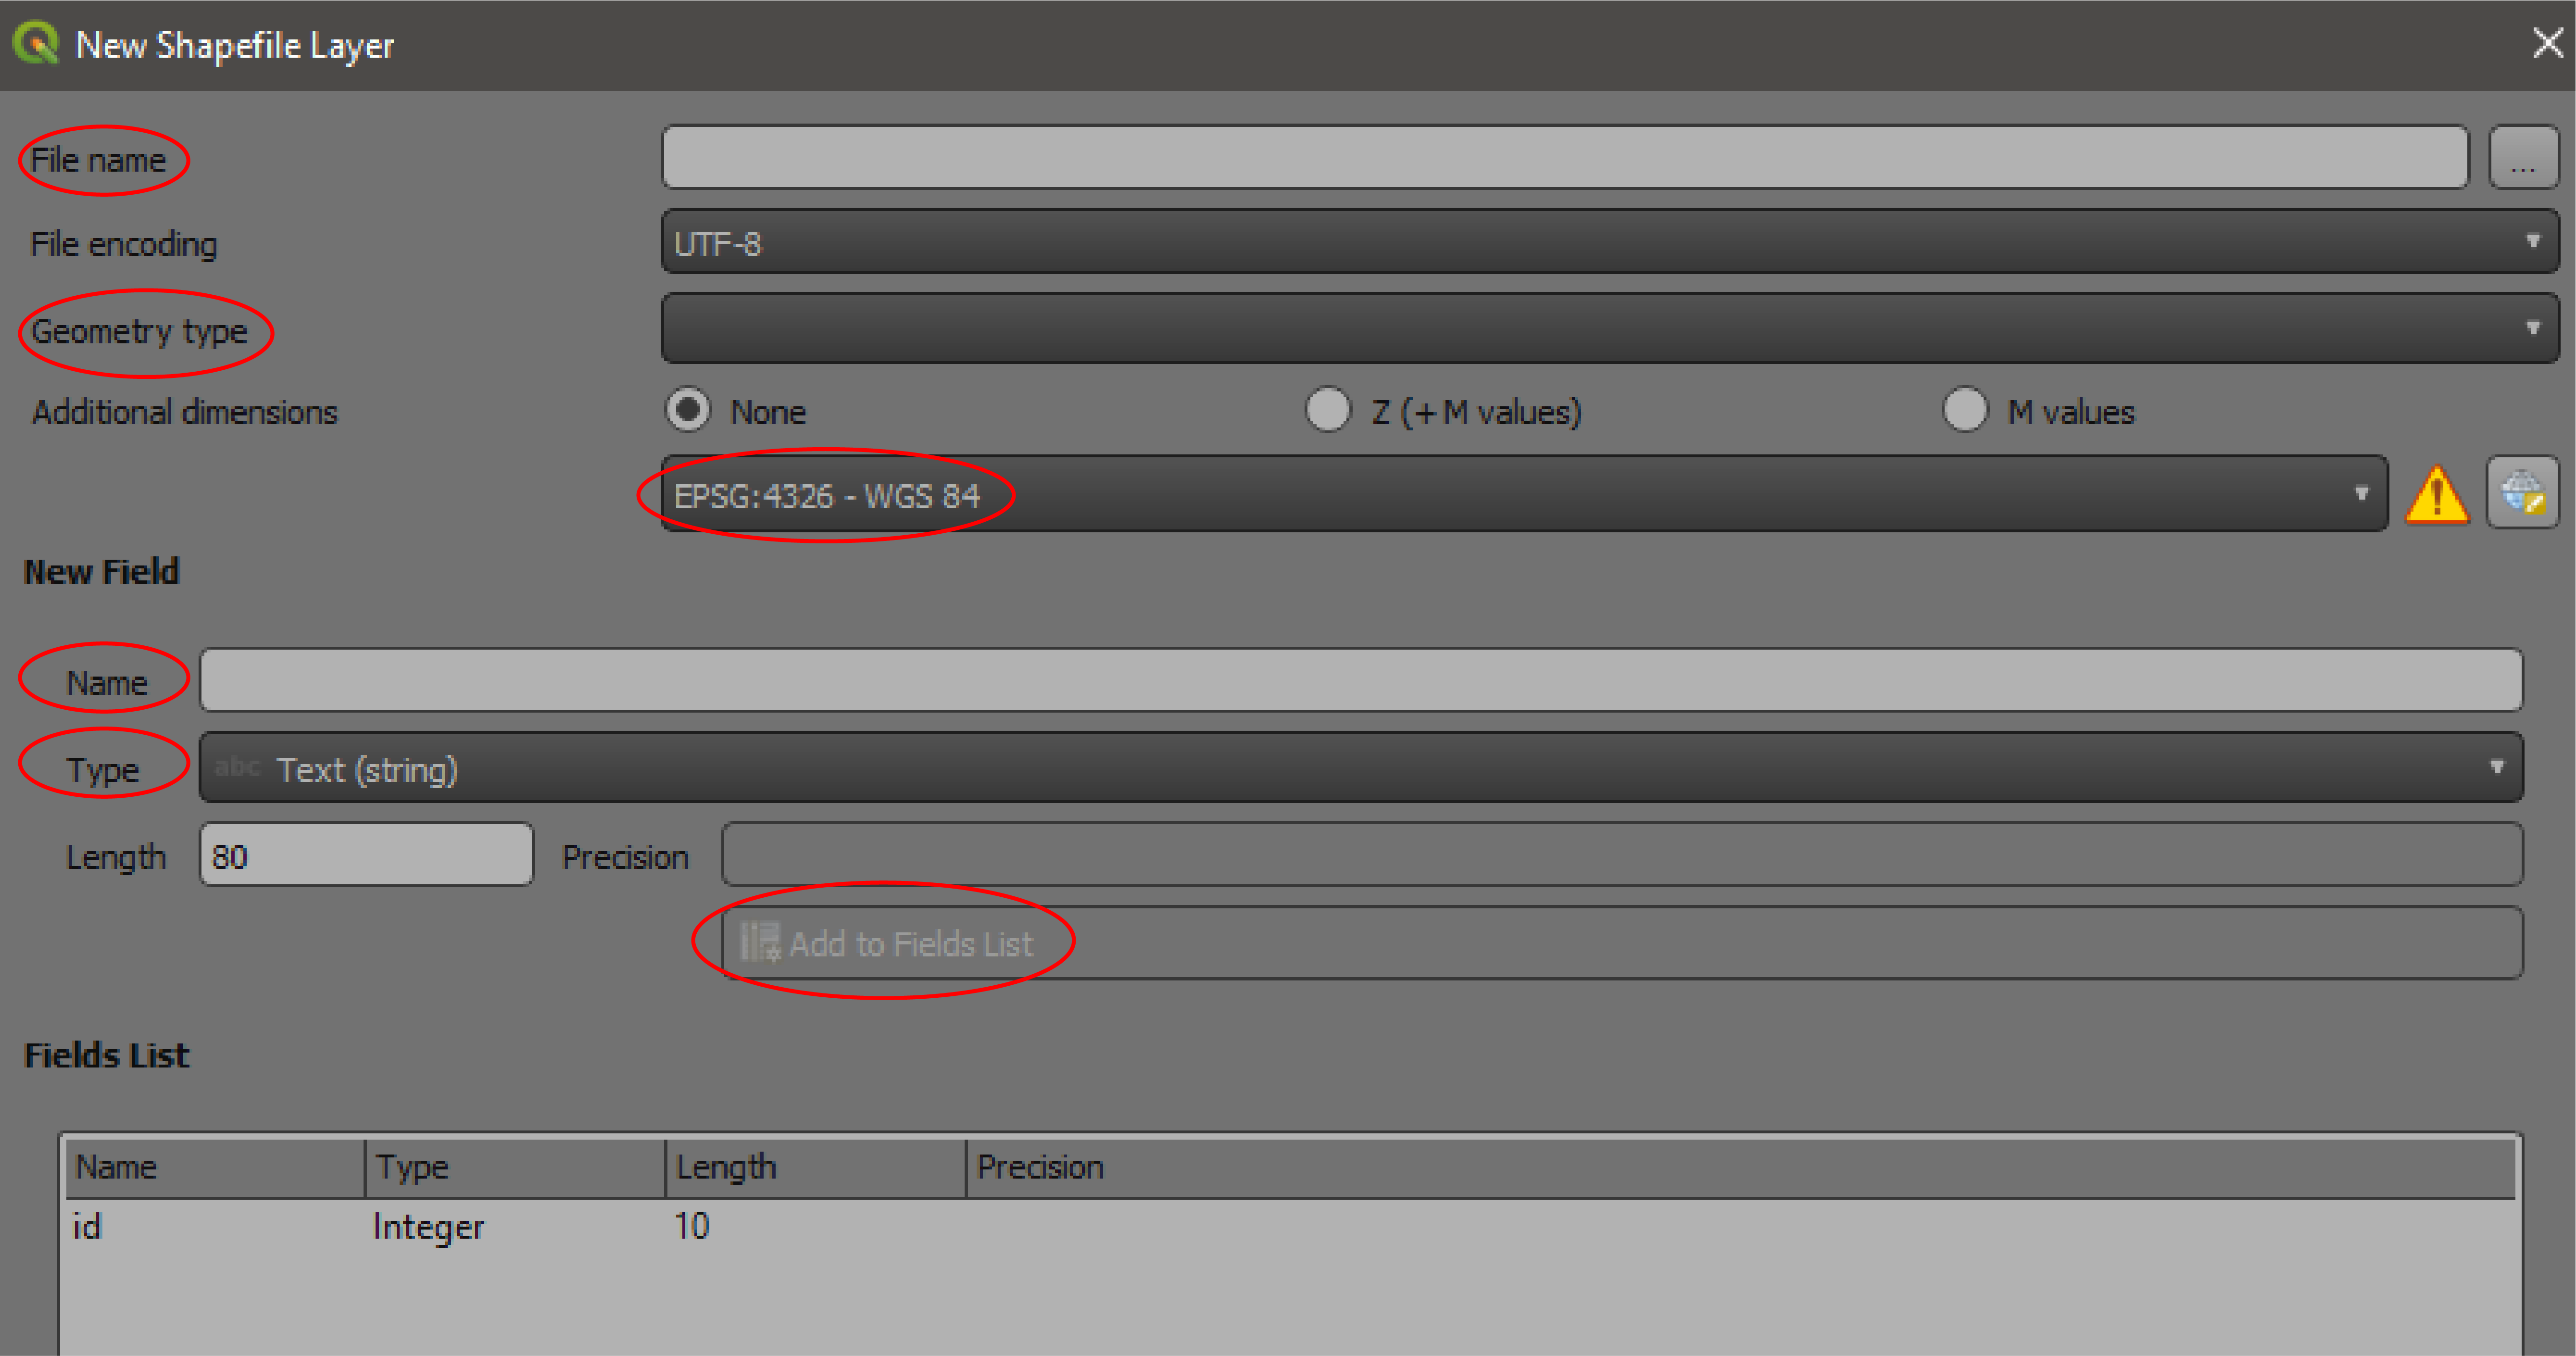 New Shapefile Layer
File name
...
File encoding UTF-8
Geometry type
Additional dimensions None Z (+ M values) M values
EPSG:4326 - WGS 84
New Field
Name
Type abc Text (string)
Length 80 Precision
Add to Fields List
Fields List
Name Type Length Precision
id Integer 10